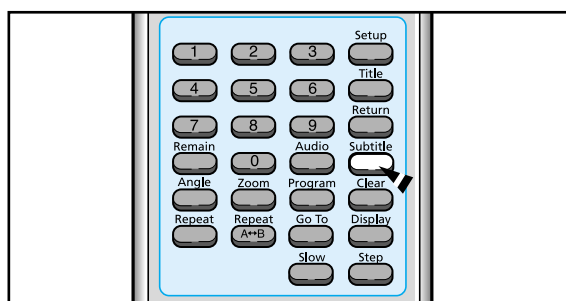 Setup
1 2 3
Title
4 5 6
Return
7 8 9
Remain Audio Subtitle
0
Angle Zoom Program Clear
Repeat Repeat Go To Display
A↔B
Slow Step